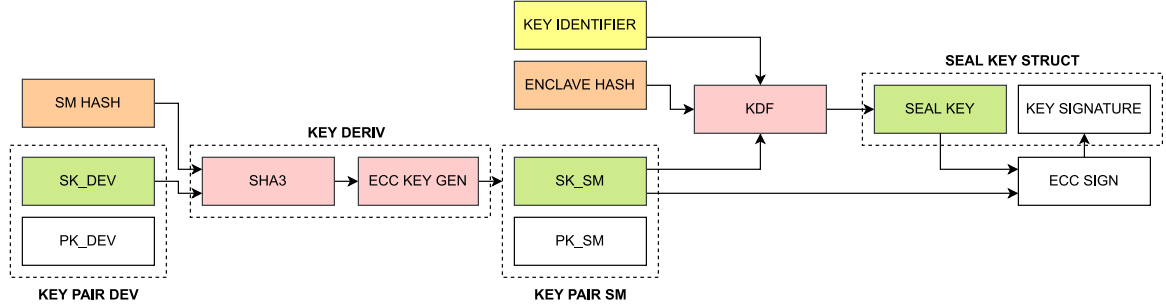 KEY IDENTIFIER
SEAL KEY STRUCT
SM HASH
ENCLAVE HASH
KDF
SEAL KEY
KEY SIGNATURE
KEY DERIV
SK_DEV
SHA3
ECC KEY GEN
SK_SM
ECC SIGN
PK_DEV
PK_SM
KEY PAIR DEV
KEY PAIR SM